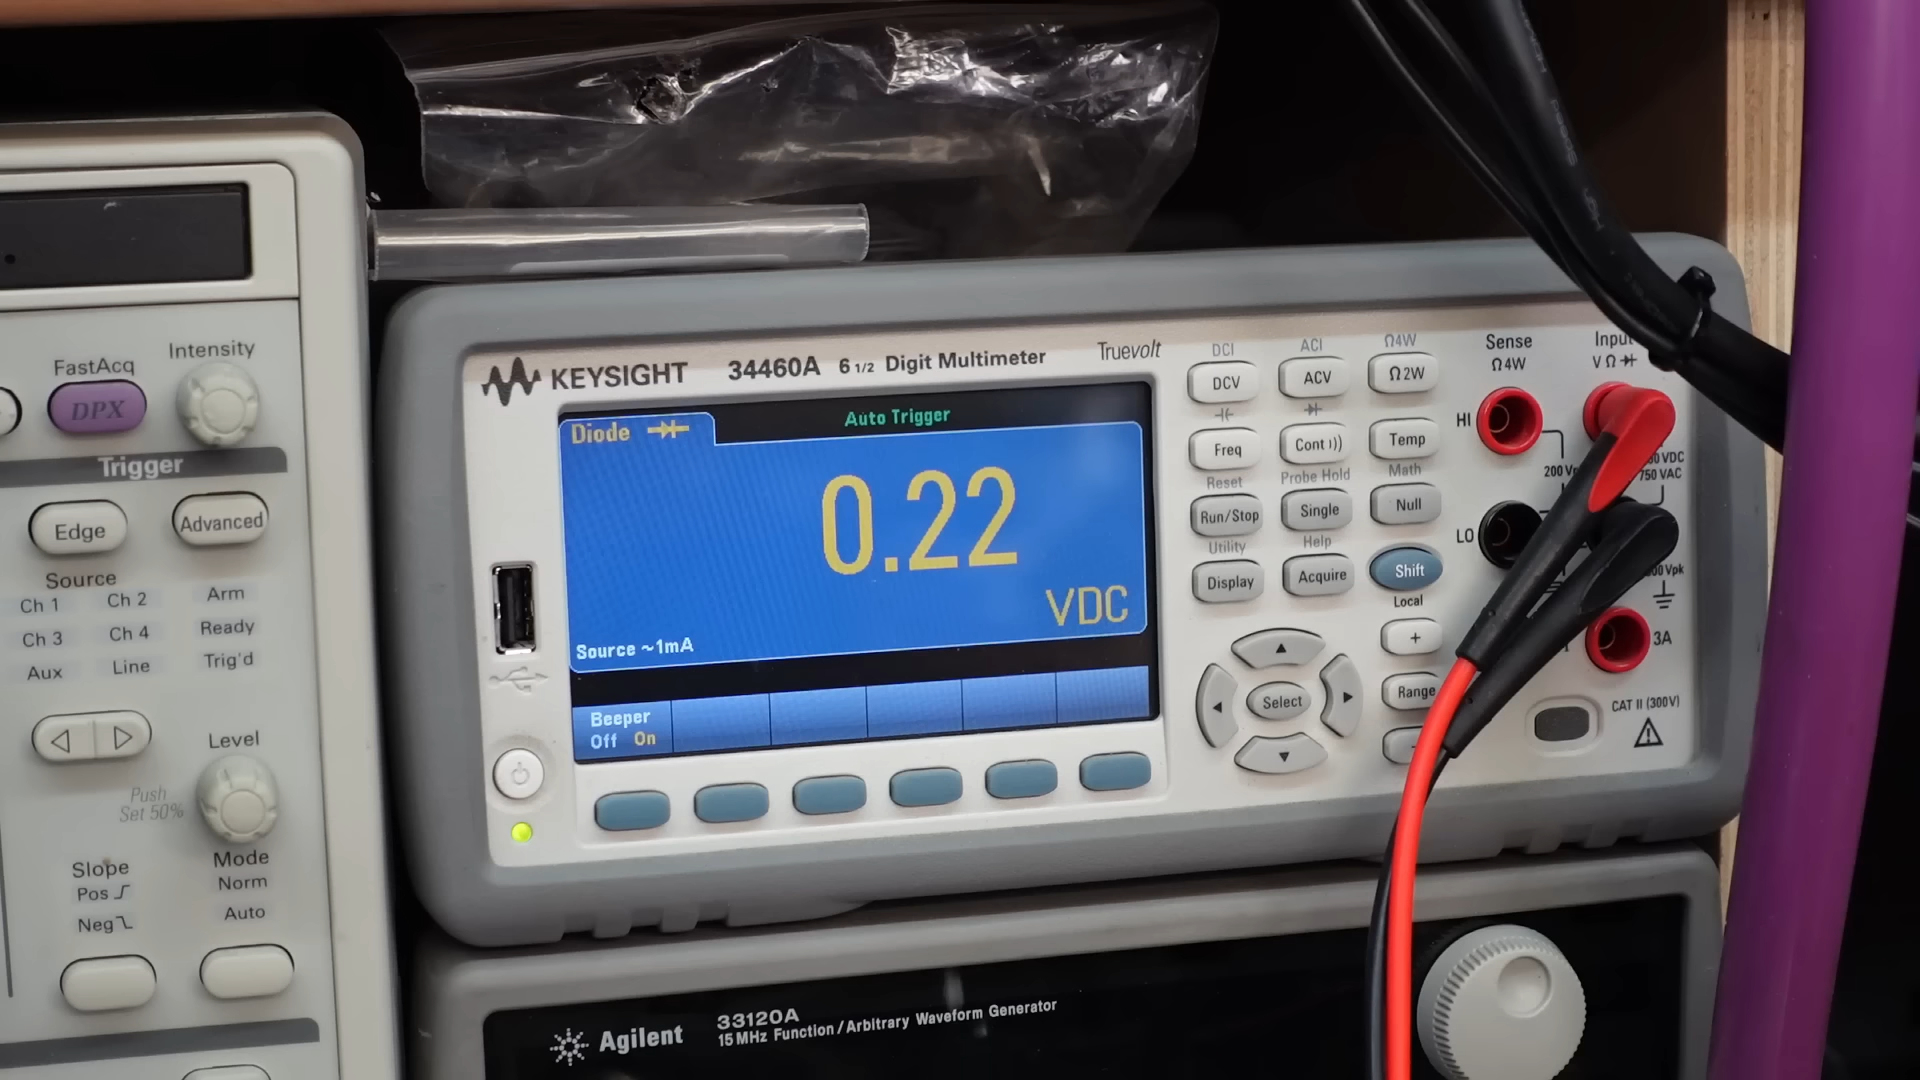 FastAcq
Intensity
DPX
Trigger
Edge
Advanced
Source
Ch 1 Ch 2 Arm
Ch 3 Ch 4 Ready
Aux Line Trig'd
Level
Push
Set 50%
Slope
Mode
Pos
Norm
Neg
Auto
KEYSIGHT 34460A 6 1/2 Digit Multimeter Truevolt
Diode
Auto Trigger
0.22
VDC
Source ~1mA
Beeper
Off On
DCI ACI Ω4W
DCV ACV Ω2W
Freq Cont Temp
Reset Probe Hold Math
Run/Stop Single Null
Utility Help
Display Acquire Shift
Local
+
Select
Range
-
Sense
Ω4W
Input
V Ω
HI
LO
750 VAC
3A
CAT II (300V)
Agilent
33120A
15 MHz Function / Arbitrary Waveform Generator